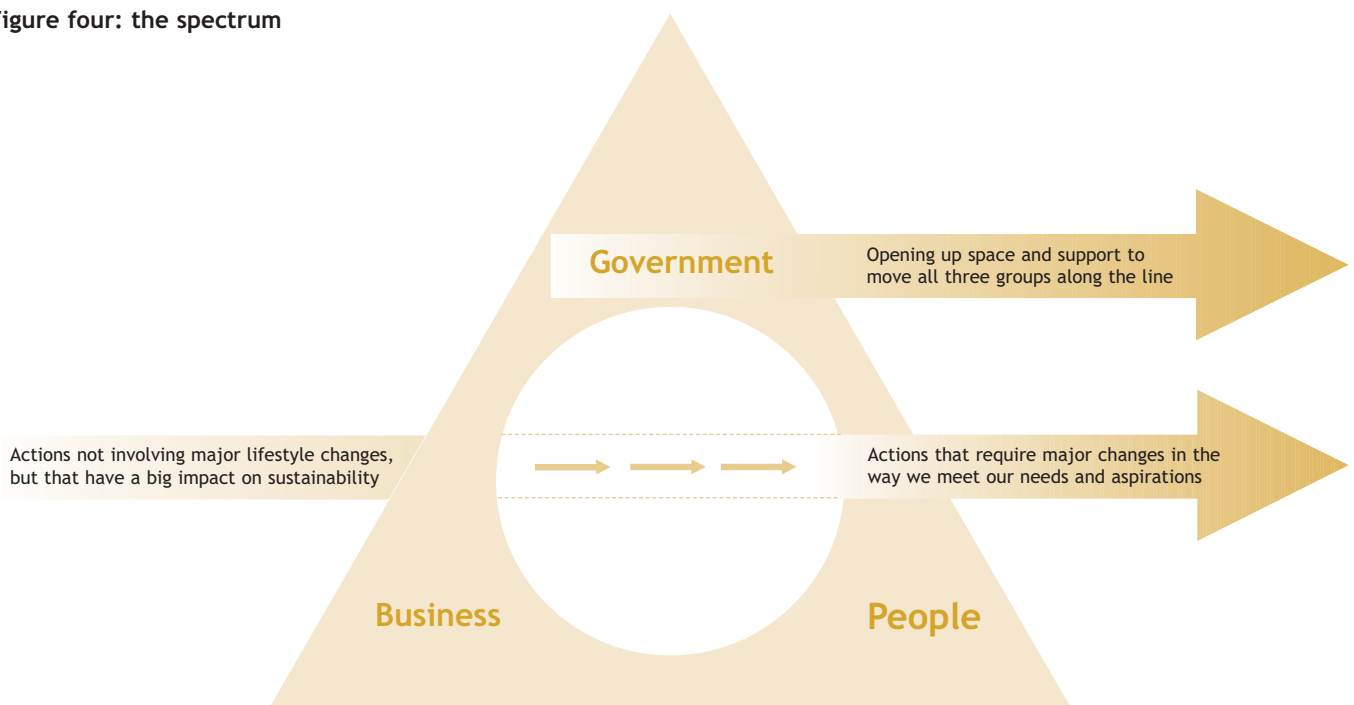 Figure four: the spectrum
Government
Opening up space and support to
move all three groups along the line
Actions not involving major lifestyle changes,
but that have a big impact on sustainability
Actions that require major changes in the
way we meet our needs and aspirations
Business
People